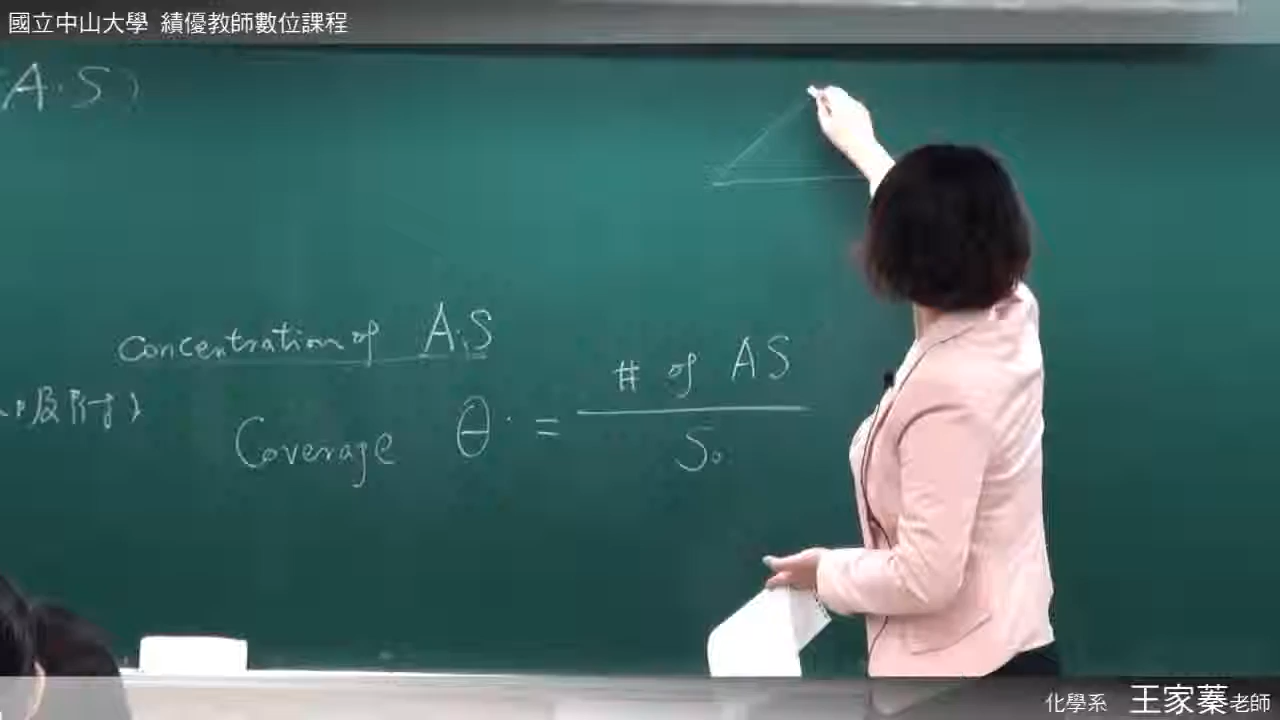 國立中山大學 績優教師數位課程
A·S)
Concentration of A·S
# of AS
Coverage θ =
S₀
化學系 王家蓁老師